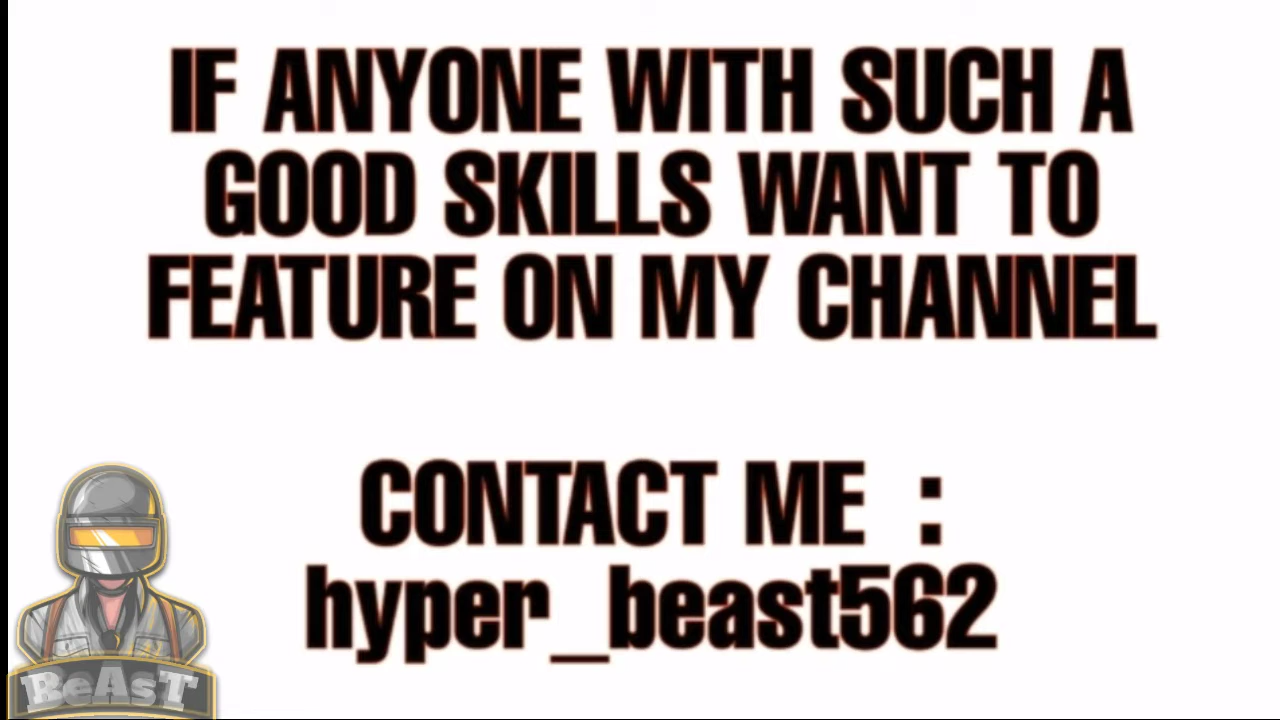 IF ANYONE WITH SUCH A
GOOD SKILLS WANT TO
FEATURE ON MY CHANNEL
CONTACT ME :
hyper_beast562
BeAsT